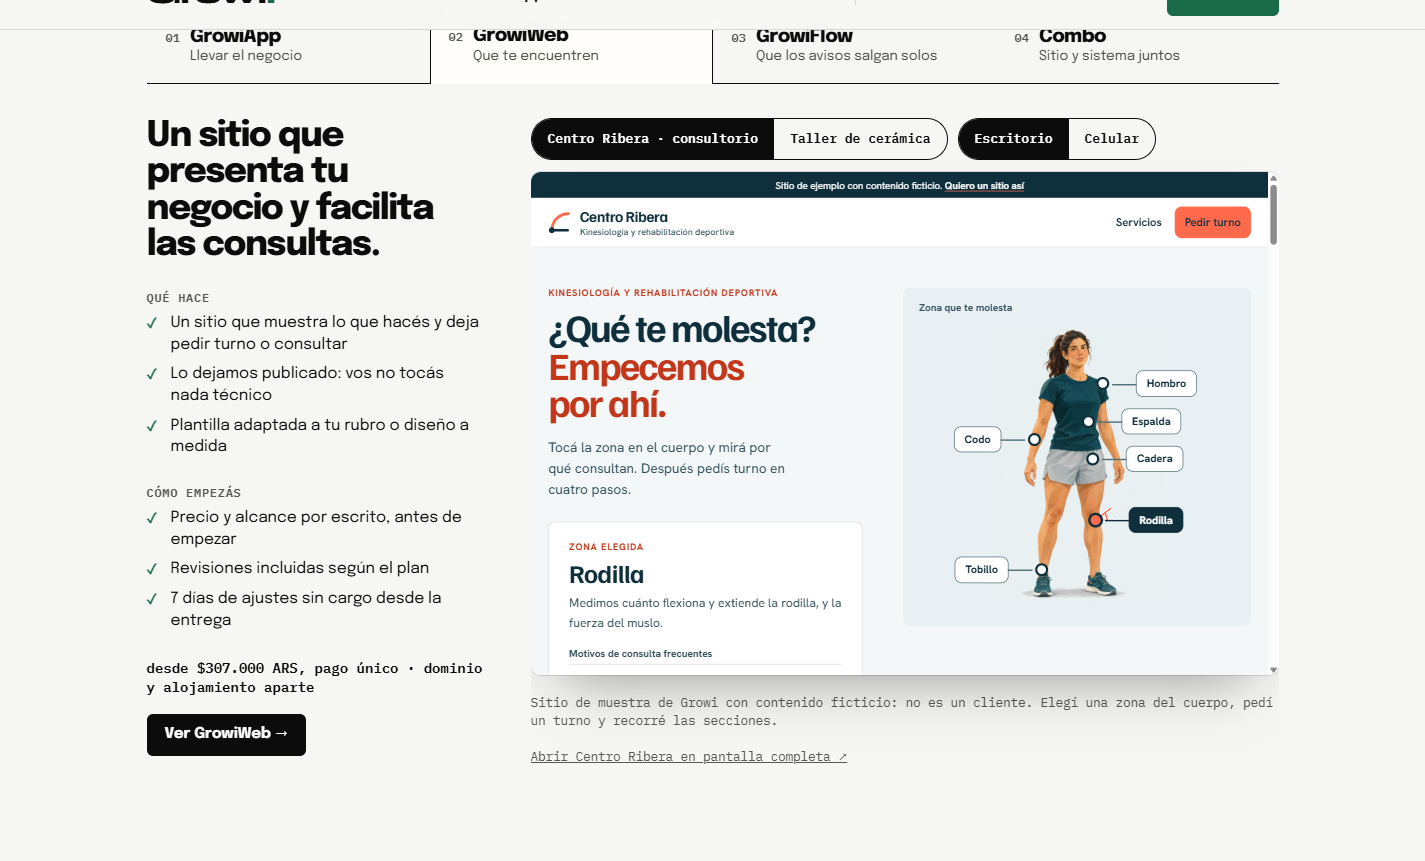 Growi.
01 GrowiApp
Llevar el negocio
02 GrowiWeb
Que te encuentren
03 GrowiFlow
Que los avisos salgan solos
04 Combo
Sitio y sistema juntos
Un sitio que
presenta tu
negocio y facilita
las consultas.
QUÉ HACE
✓ Un sitio que muestra lo que hacés y deja
pedir turno o consultar
✓ Lo dejamos publicado: vos no tocás
nada técnico
✓ Plantilla adaptada a tu rubro o diseño a
medida
CÓMO EMPEZÁS
✓ Precio y alcance por escrito, antes de
empezar
✓ Revisiones incluidas según el plan
✓ 7 días de ajustes sin cargo desde la
entrega
desde $307.000 ARS, pago único · dominio
y alojamiento aparte
Ver GrowiWeb →
Centro Ribera · consultorio
Taller de cerámica
Escritorio
Celular
Sitio de ejemplo con contenido ficticio. Quiero un sitio así
Centro Ribera
Kinesiología y rehabilitación deportiva
Servicios
Pedir turno
KINESIOLOGÍA Y REHABILITACIÓN DEPORTIVA
¿Qué te molesta?
Empecemos
por ahí.
Tocá la zona en el cuerpo y mirá por
qué consultan. Después pedís turno en
cuatro pasos.
ZONA ELEGIDA
Rodilla
Medimos cuánto flexiona y extiende la rodilla, y la
fuerza del muslo.
Motivos de consulta frecuentes
Zona que te molesta
Hombro
Espalda
Codo
Cadera
Rodilla
Tobillo
Sitio de muestra de Growi con contenido ficticio: no es un cliente. Elegí una zona del cuerpo, pedí
un turno y recorré las secciones.
Abrir Centro Ribera en pantalla completa ↗